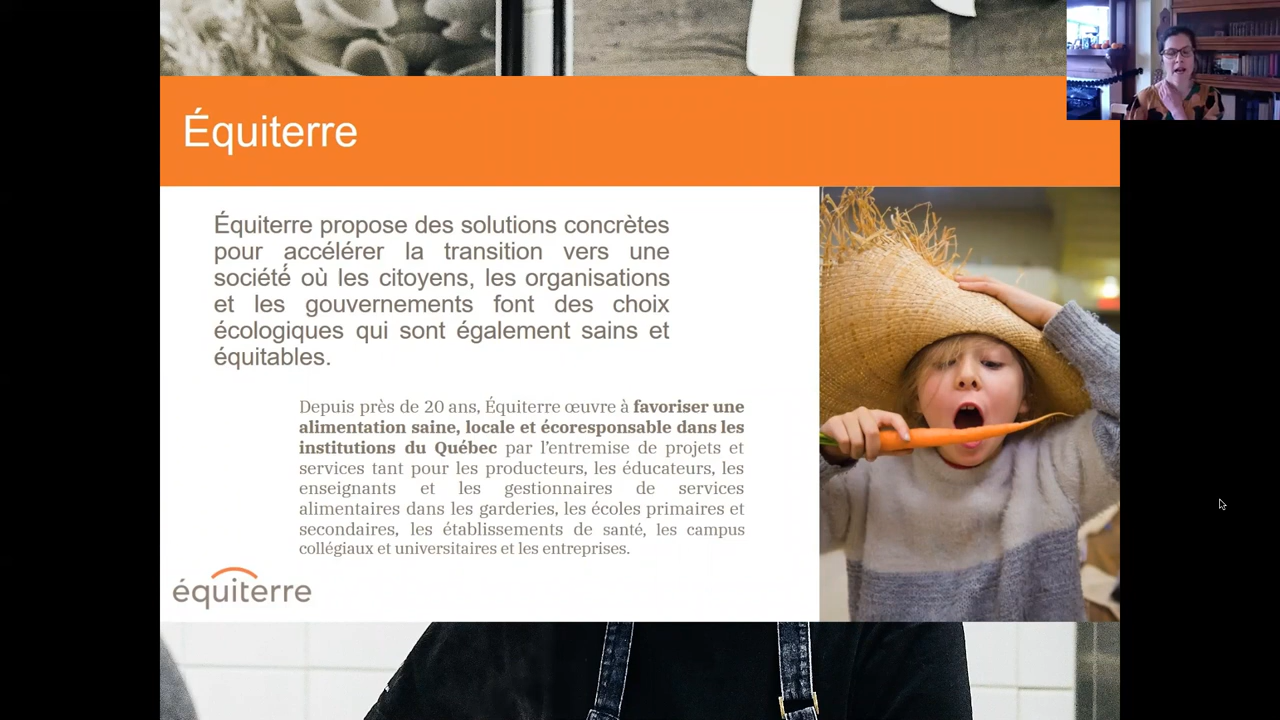 Équiterre
Équiterre propose des solutions concrètes
pour accélérer la transition vers une
société où les citoyens, les organisations
et les gouvernements font des choix
écologiques qui sont également sains et
équitables.
Depuis près de 20 ans, Équiterre œuvre à favoriser une
alimentation saine, locale et écoresponsable dans les
institutions du Québec par l'entremise de projets et
services tant pour les producteurs, les éducateurs, les
enseignants et les gestionnaires de services
alimentaires dans les garderies, les écoles primaires et
secondaires, les établissements de santé, les campus
collégiaux et universitaires et les entreprises.
équiterre